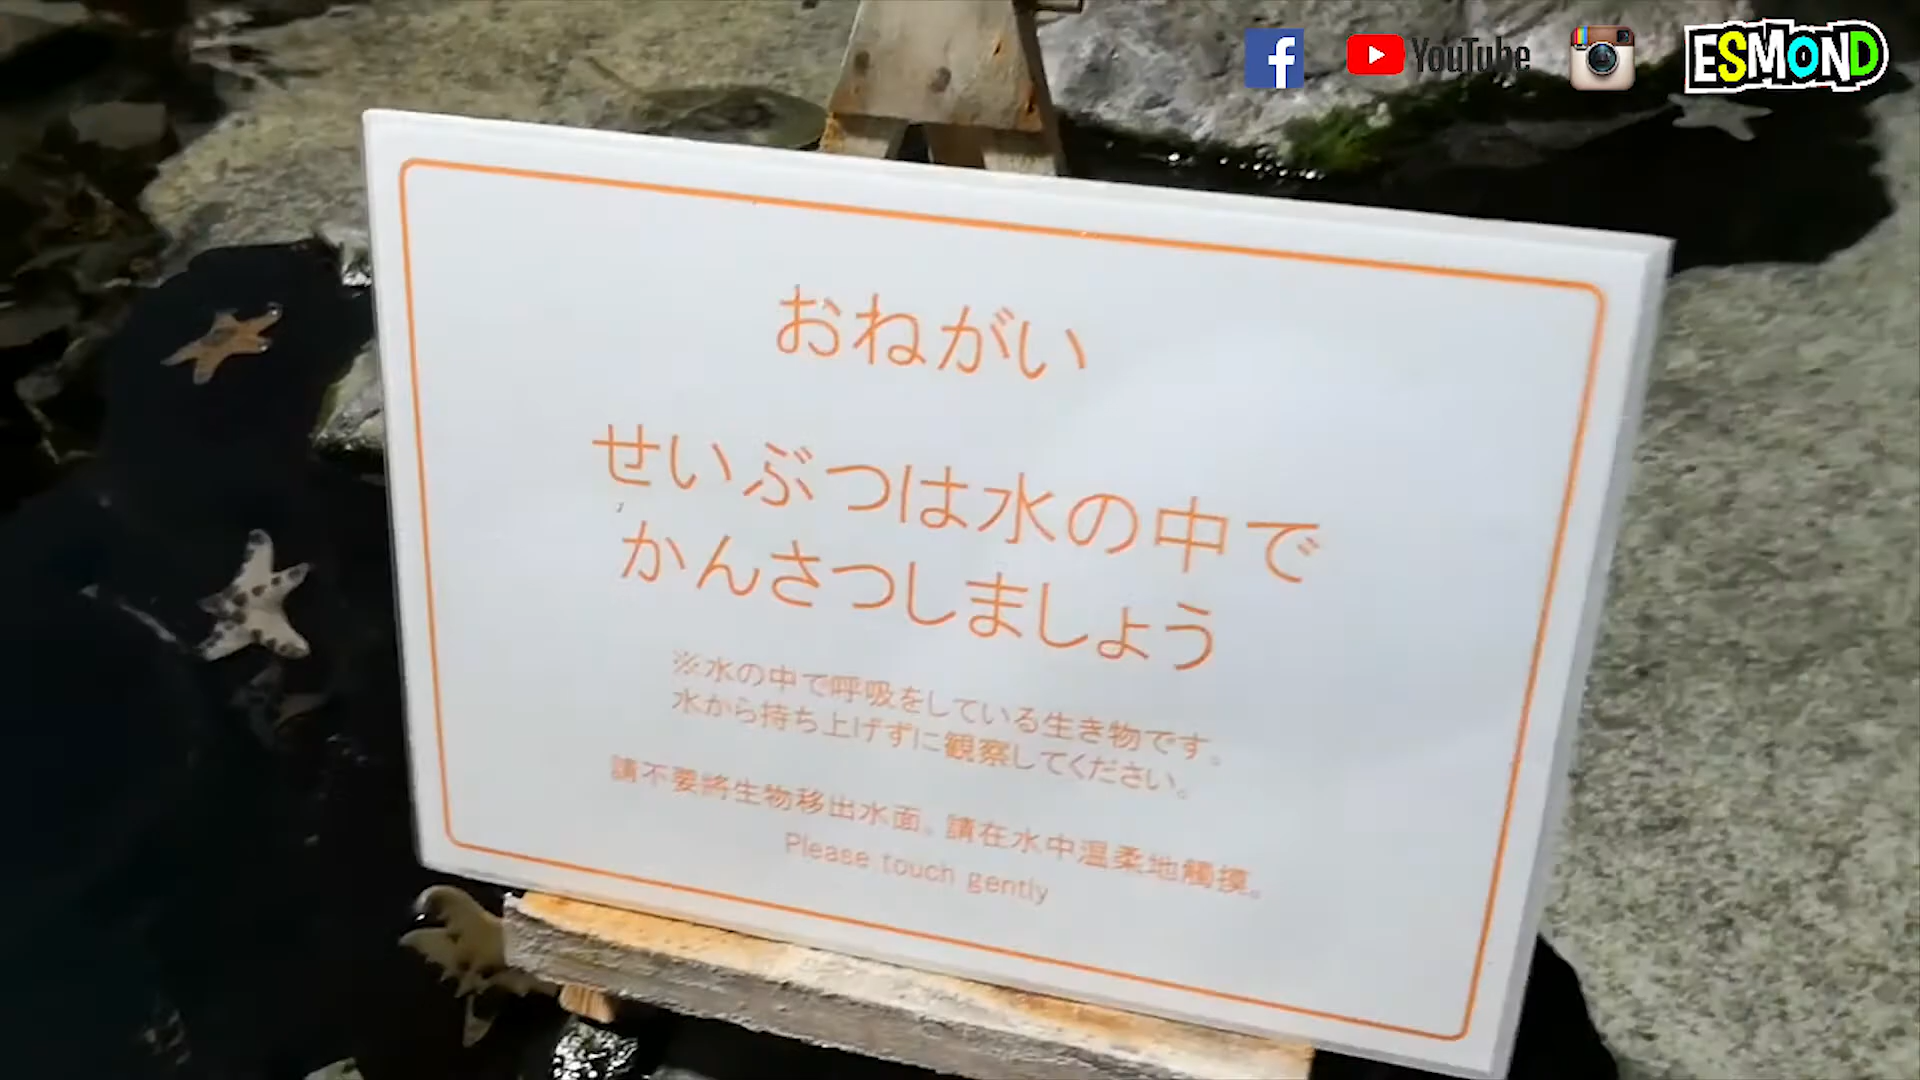 YouTube
ESMOND
おねがい
せいぶつは水の中で
かんさつしましょう
※水の中で呼吸をしている生き物です。
水から持ち上げずに観察してください。
請不要將生物移出水面。請在水中温柔地觸摸。
Please touch gently